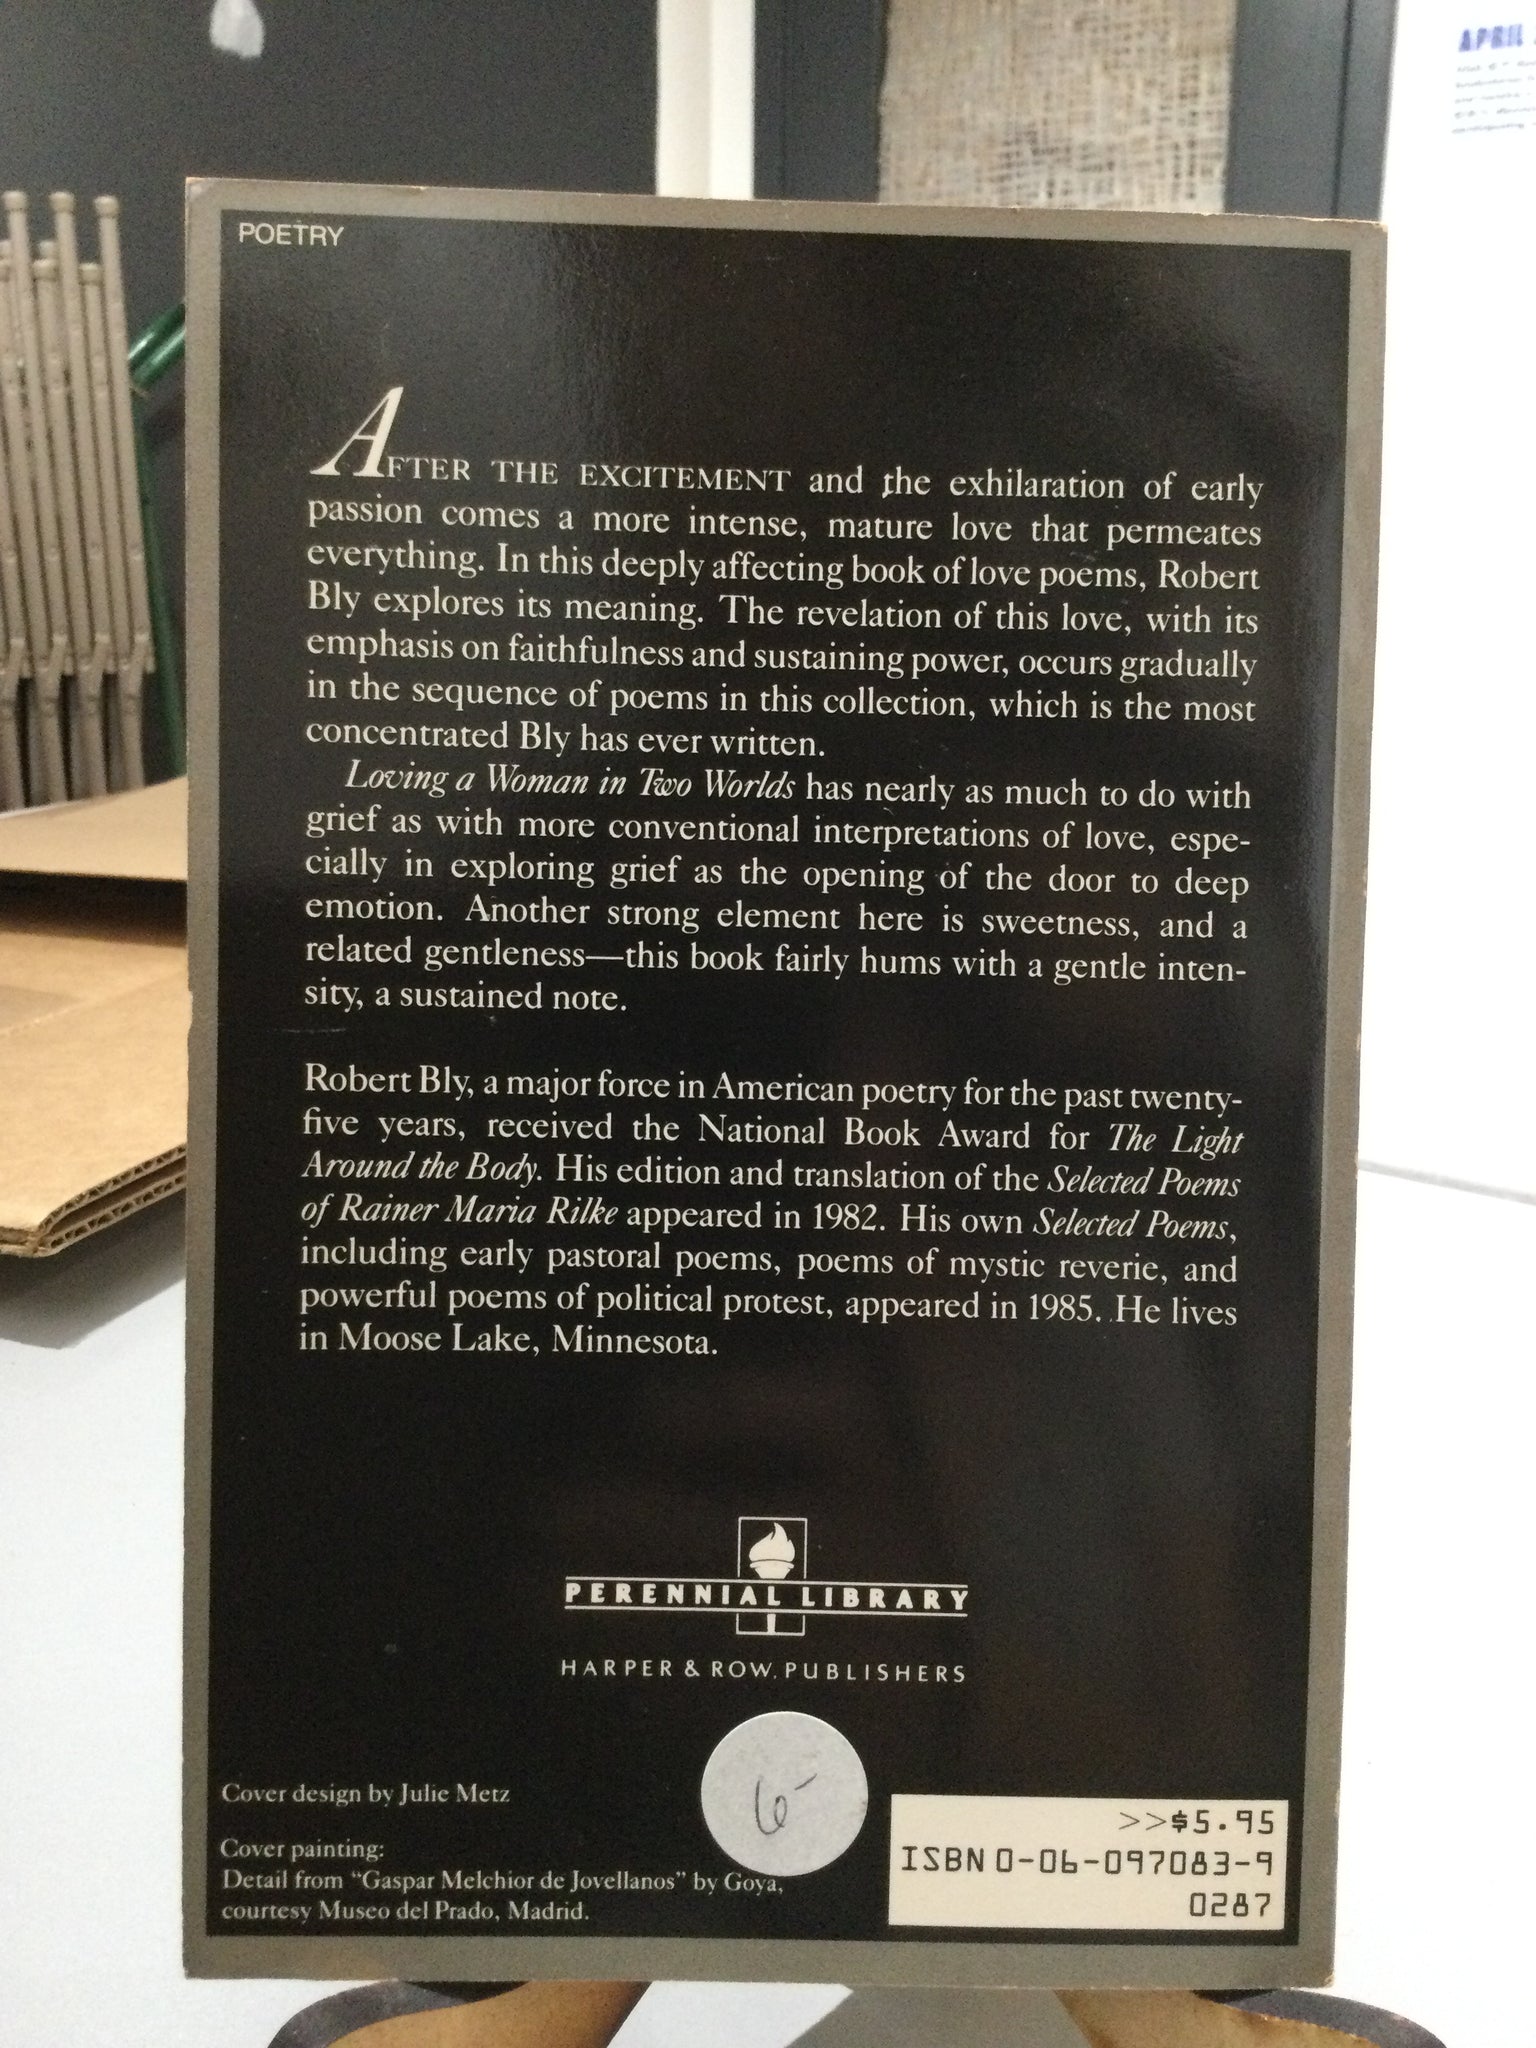 APRIL
POETRY
AFTER THE EXCITEMENT and the exhilaration of early
passion comes a more intense, mature love that permeates
everything. In this deeply affecting book of love poems, Robert
Bly explores its meaning. The revelation of this love, with its
emphasis on faithfulness and sustaining power, occurs gradually
in the sequence of poems in this collection, which is the most
concentrated Bly has ever written.
Loving a Woman in Two Worlds has nearly as much to do with
grief as with more conventional interpretations of love, espe-
cially in exploring grief as the opening of the door to deep
emotion. Another strong element here is sweetness, and a
related gentleness—this book fairly hums with a gentle inten-
sity, a sustained note.
Robert Bly, a major force in American poetry for the past twenty-
five years, received the National Book Award for The Light
Around the Body. His edition and translation of the Selected Poems
of Rainer Maria Rilke appeared in 1982. His own Selected Poems,
including early pastoral poems, poems of mystic reverie, and
powerful poems of political protest, appeared in 1985. He lives
in Moose Lake, Minnesota.
PERENNIAL LIBRARY
HARPER & ROW, PUBLISHERS
6-
Cover design by Julie Metz
Cover painting:
Detail from “Gaspar Melchior de Jovellanos” by Goya,
courtesy Museo del Prado, Madrid.
>>$5.95
ISBN 0-06-097083-9
0287